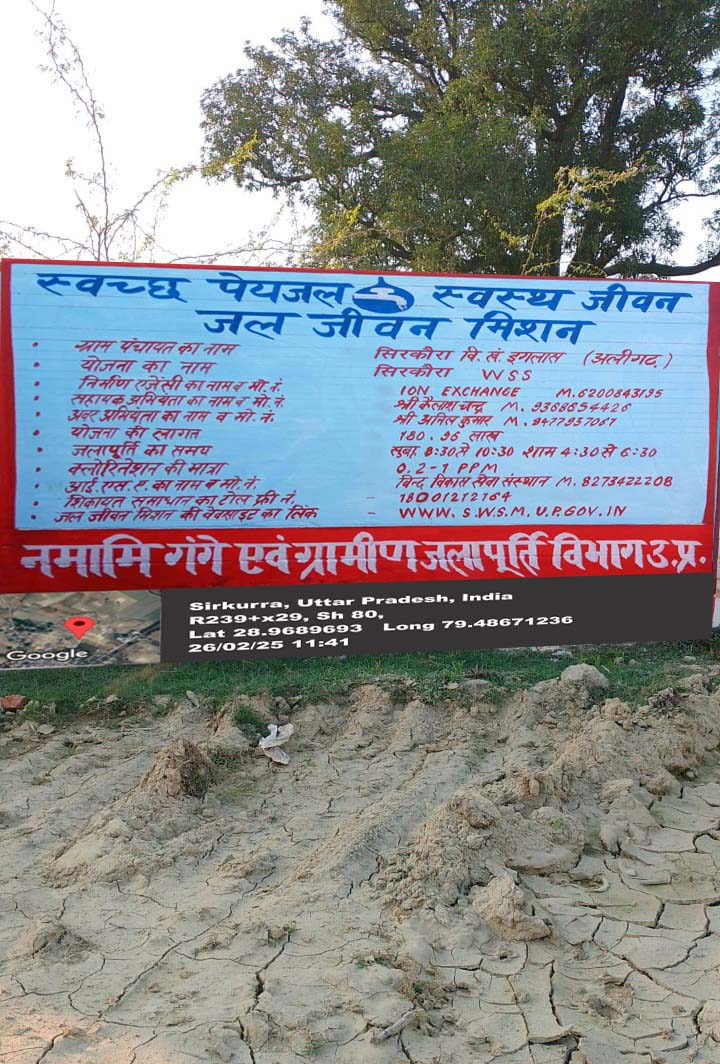 स्वच्छ पेयजल स्वस्थ जीवन
जल जीवन मिशन
• ग्राम पंचायत का नाम सिरकौरा वि. खं. इगलास (अलीगढ़)
• योजना का नाम सिरकौरा WSS
• निर्माण एजेंसी का नाम व मो. नं. ION EXCHANGE M.6200843195
• सहायक अभियंता का नाम व मो. नं. श्री कैलाश चन्द्र M. 9368654426
• अवर अभियंता का नाम व मो. नं. श्री अनिल कुमार M. 9477957067
• योजना की लागत 180.96 लाख
• जलापूर्ति का समय सुबह 8:30 से 10:30 शाम 4:30 से 6:30
• क्लोरिनेशन की मात्रा 0.2-1 PPM
• आई. एस. ए. का नाम व मो. नं. विन्द विकास सेवा संस्थान M. 8273422208
• शिकायत समाधान का टोल फ्री नं. - 18001212164
• जल जीवन मिशन की वेबसाइट का लिंक - WWW.S.W.S.M.U.P.GOV.IN
नमामि गंगे एवं ग्रामीण जलापूर्ति विभाग उ.प्र.
Sirkurra, Uttar Pradesh, India
R239+x29, Sh 80,
Lat 28.9689693 Long 79.48671236
26/02/25 11:41
Google